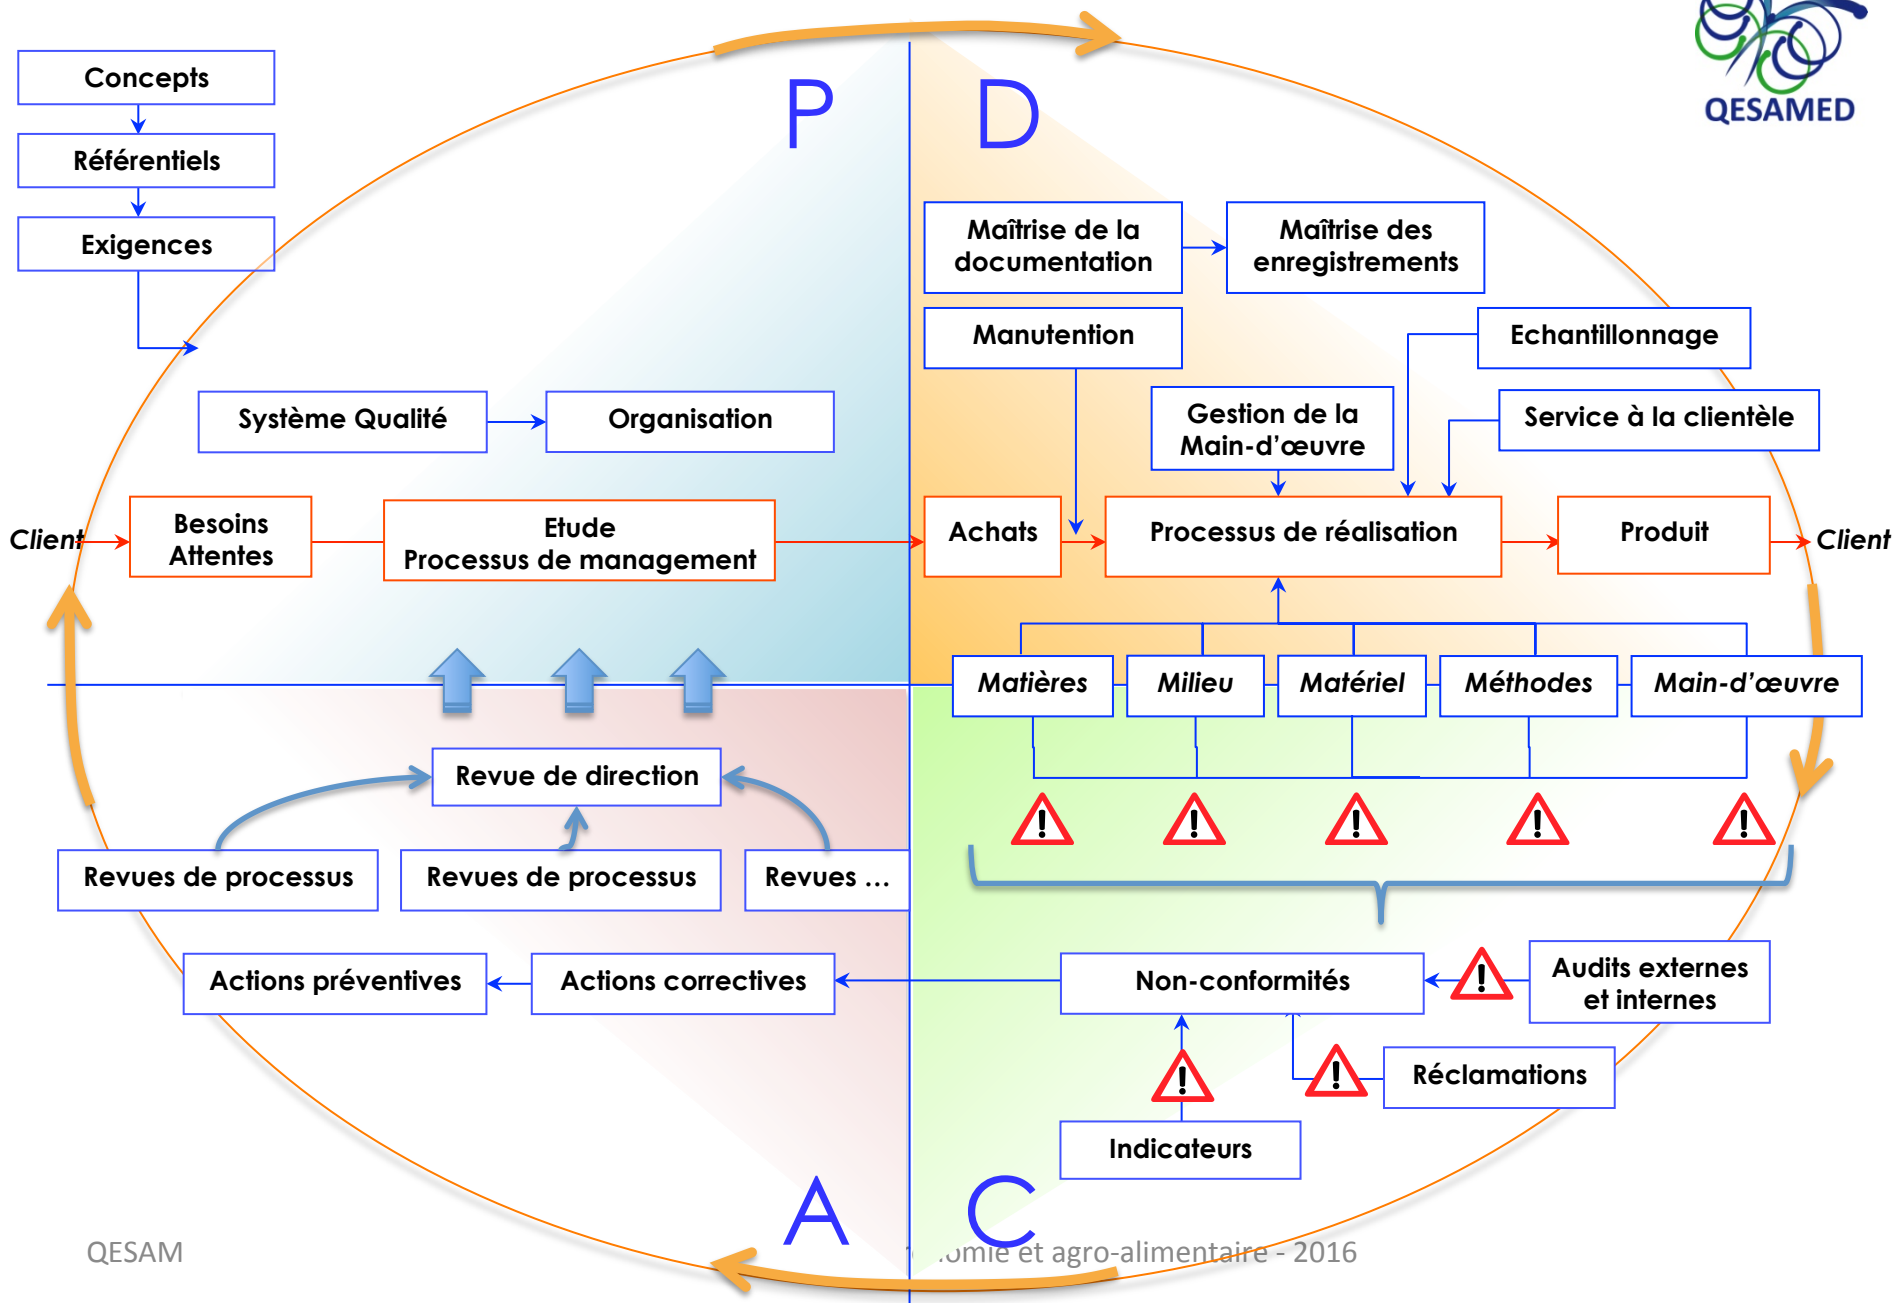 P
D
QESAMED
Concepts
Référentiels
Exigences
Maîtrise de la
documentation
Maîtrise des
enregistrements
Manutention
Echantillonnage
Gestion de la
Main-d'œuvre
Service à la clientèle
Système Qualité
Organisation
Client
Besoins
Attentes
Etude
Processus de management
Achats
Processus de réalisation
Produit
Client
Matières
Milieu
Matériel
Méthodes
Main-d'œuvre
Revue de direction
!
!
!
!
!
Revues de processus
Revues de processus
Revues …
Actions préventives
Actions correctives
Non-conformités
!
Audits externes
et internes
!
!
Réclamations
Indicateurs
A
C
QESAM
et agro-alimentaire - 2016